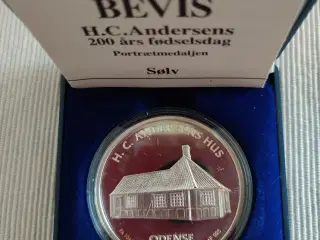 BEVIS
H.C.Andersens
200 års fødselsdag
Portrætmedaljen
Sølv
H. C. ANDERSENS HUS
ODENSE